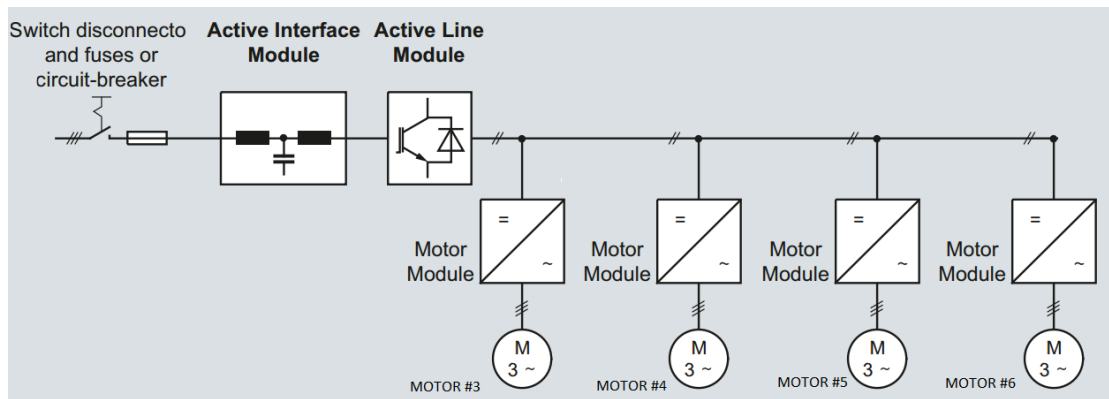 Switch disconnecto
and fuses or
circuit-breaker
Active Interface
Module
Active Line
Module
=
~
Motor
Module
=
~
Motor
Module
=
~
Motor
Module
=
~
Motor
Module
M
3 ~
MOTOR #3
M
3 ~
MOTOR #4
M
3 ~
MOTOR #5
M
3 ~
MOTOR #6